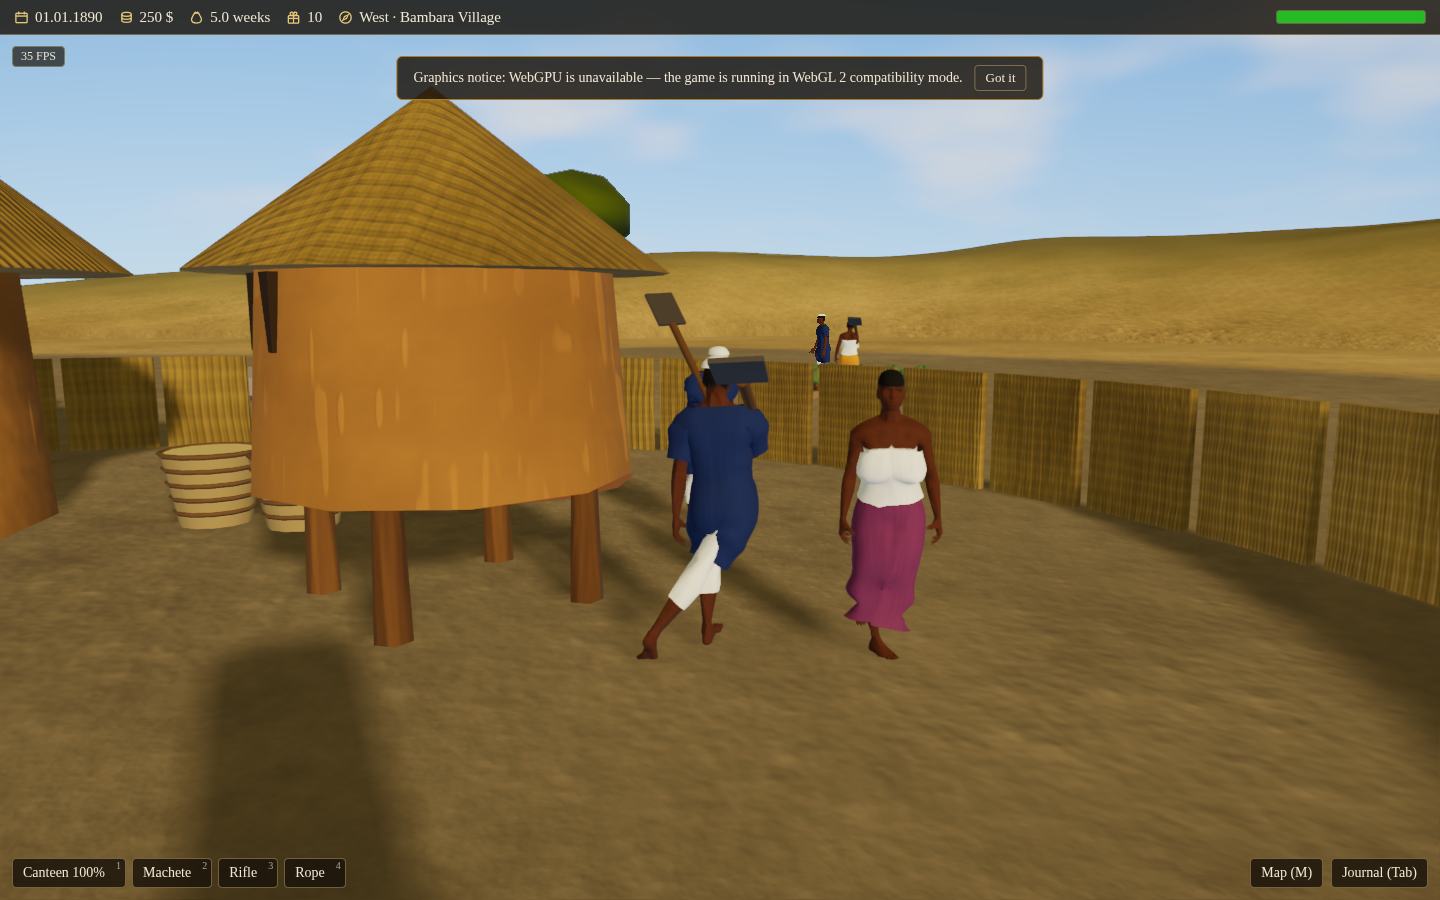 01.01.1890 250 $ 5.0 weeks 10 West · Bambara Village
35 FPS
Graphics notice: WebGPU is unavailable — the game is running in WebGL 2 compatibility mode. Got it
Canteen 100% 1 Machete 2 Rifle 3 Rope 4 Map (M) Journal (Tab)